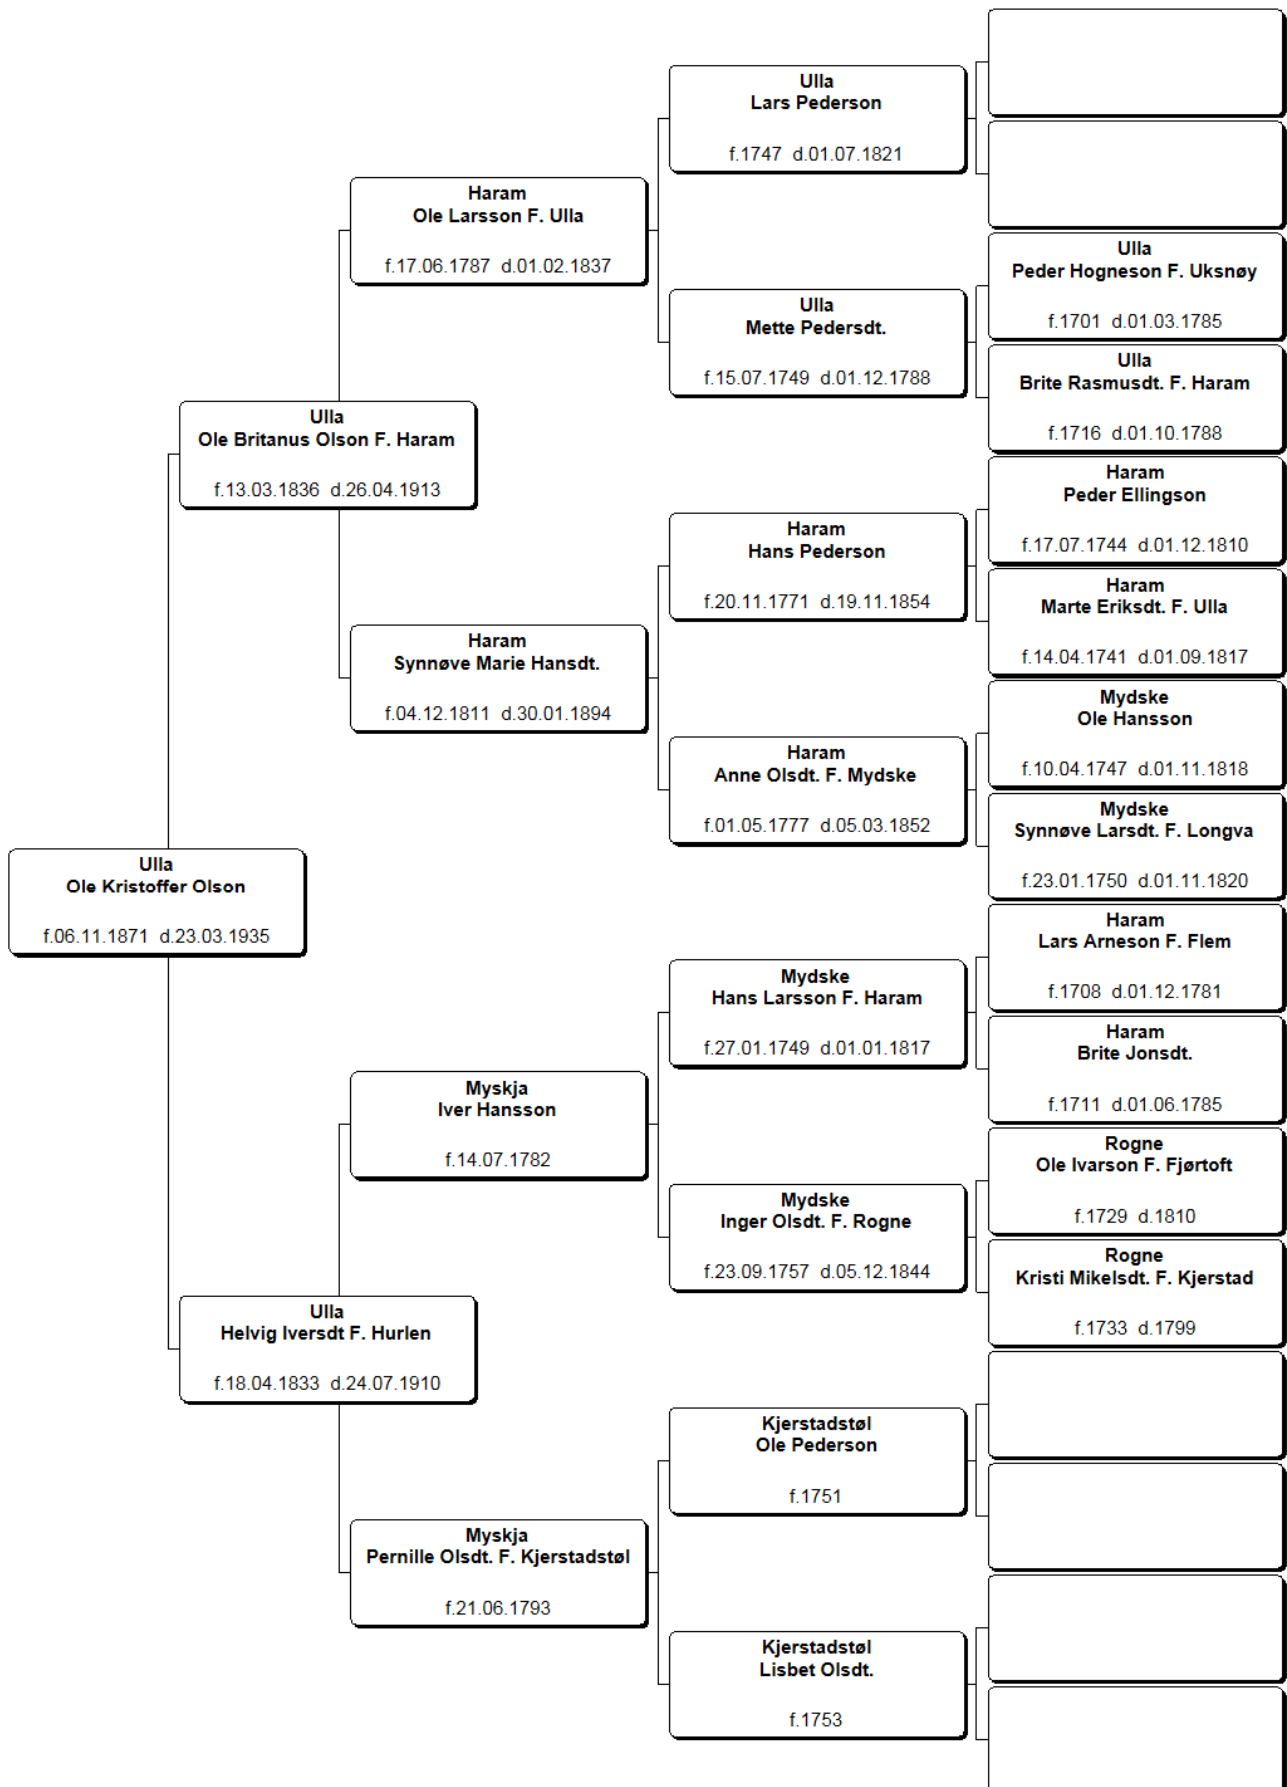 Ulla
Ole Kristoffer Olson
f.06.11.1871 d.23.03.1935
Ulla
Ole Britanus Olson F. Haram
f.13.03.1836 d.26.04.1913
Ulla
Helvig Iversdt F. Hurlen
f.18.04.1833 d.24.07.1910
Haram
Ole Larsson F. Ulla
f.17.06.1787 d.01.02.1837
Haram
Synnøve Marie Hansdt.
f.04.12.1811 d.30.01.1894
Myskja
Iver Hansson
f.14.07.1782
Myskja
Pernille Olsdt. F. Kjerstadstøl
f.21.06.1793
Ulla
Lars Pederson
f.1747 d.01.07.1821
Ulla
Mette Pedersdt.
f.15.07.1749 d.01.12.1788
Haram
Hans Pederson
f.20.11.1771 d.19.11.1854
Haram
Anne Olsdt. F. Mydske
f.01.05.1777 d.05.03.1852
Mydske
Hans Larsson F. Haram
f.27.01.1749 d.01.01.1817
Mydske
Inger Olsdt. F. Rogne
f.23.09.1757 d.05.12.1844
Kjerstadstøl
Ole Pederson
f.1751
Kjerstadstøl
Lisbet Olsdt.
f.1753
Ulla
Peder Hogneson F. Uksnøy
f.1701 d.01.03.1785
Ulla
Brite Rasmusdt. F. Haram
f.1716 d.01.10.1788
Haram
Peder Ellingson
f.17.07.1744 d.01.12.1810
Haram
Marte Eriksdt. F. Ulla
f.14.04.1741 d.01.09.1817
Mydske
Ole Hansson
f.10.04.1747 d.01.11.1818
Mydske
Synnøve Larsdt. F. Longva
f.23.01.1750 d.01.11.1820
Haram
Lars Arneson F. Flem
f.1708 d.01.12.1781
Haram
Brite Jonsdt.
f.1711 d.01.06.1785
Rogne
Ole Ivarson F. Fjørtoft
f.1729 d.1810
Rogne
Kristi Mikelsdt. F. Kjerstad
f.1733 d.1799